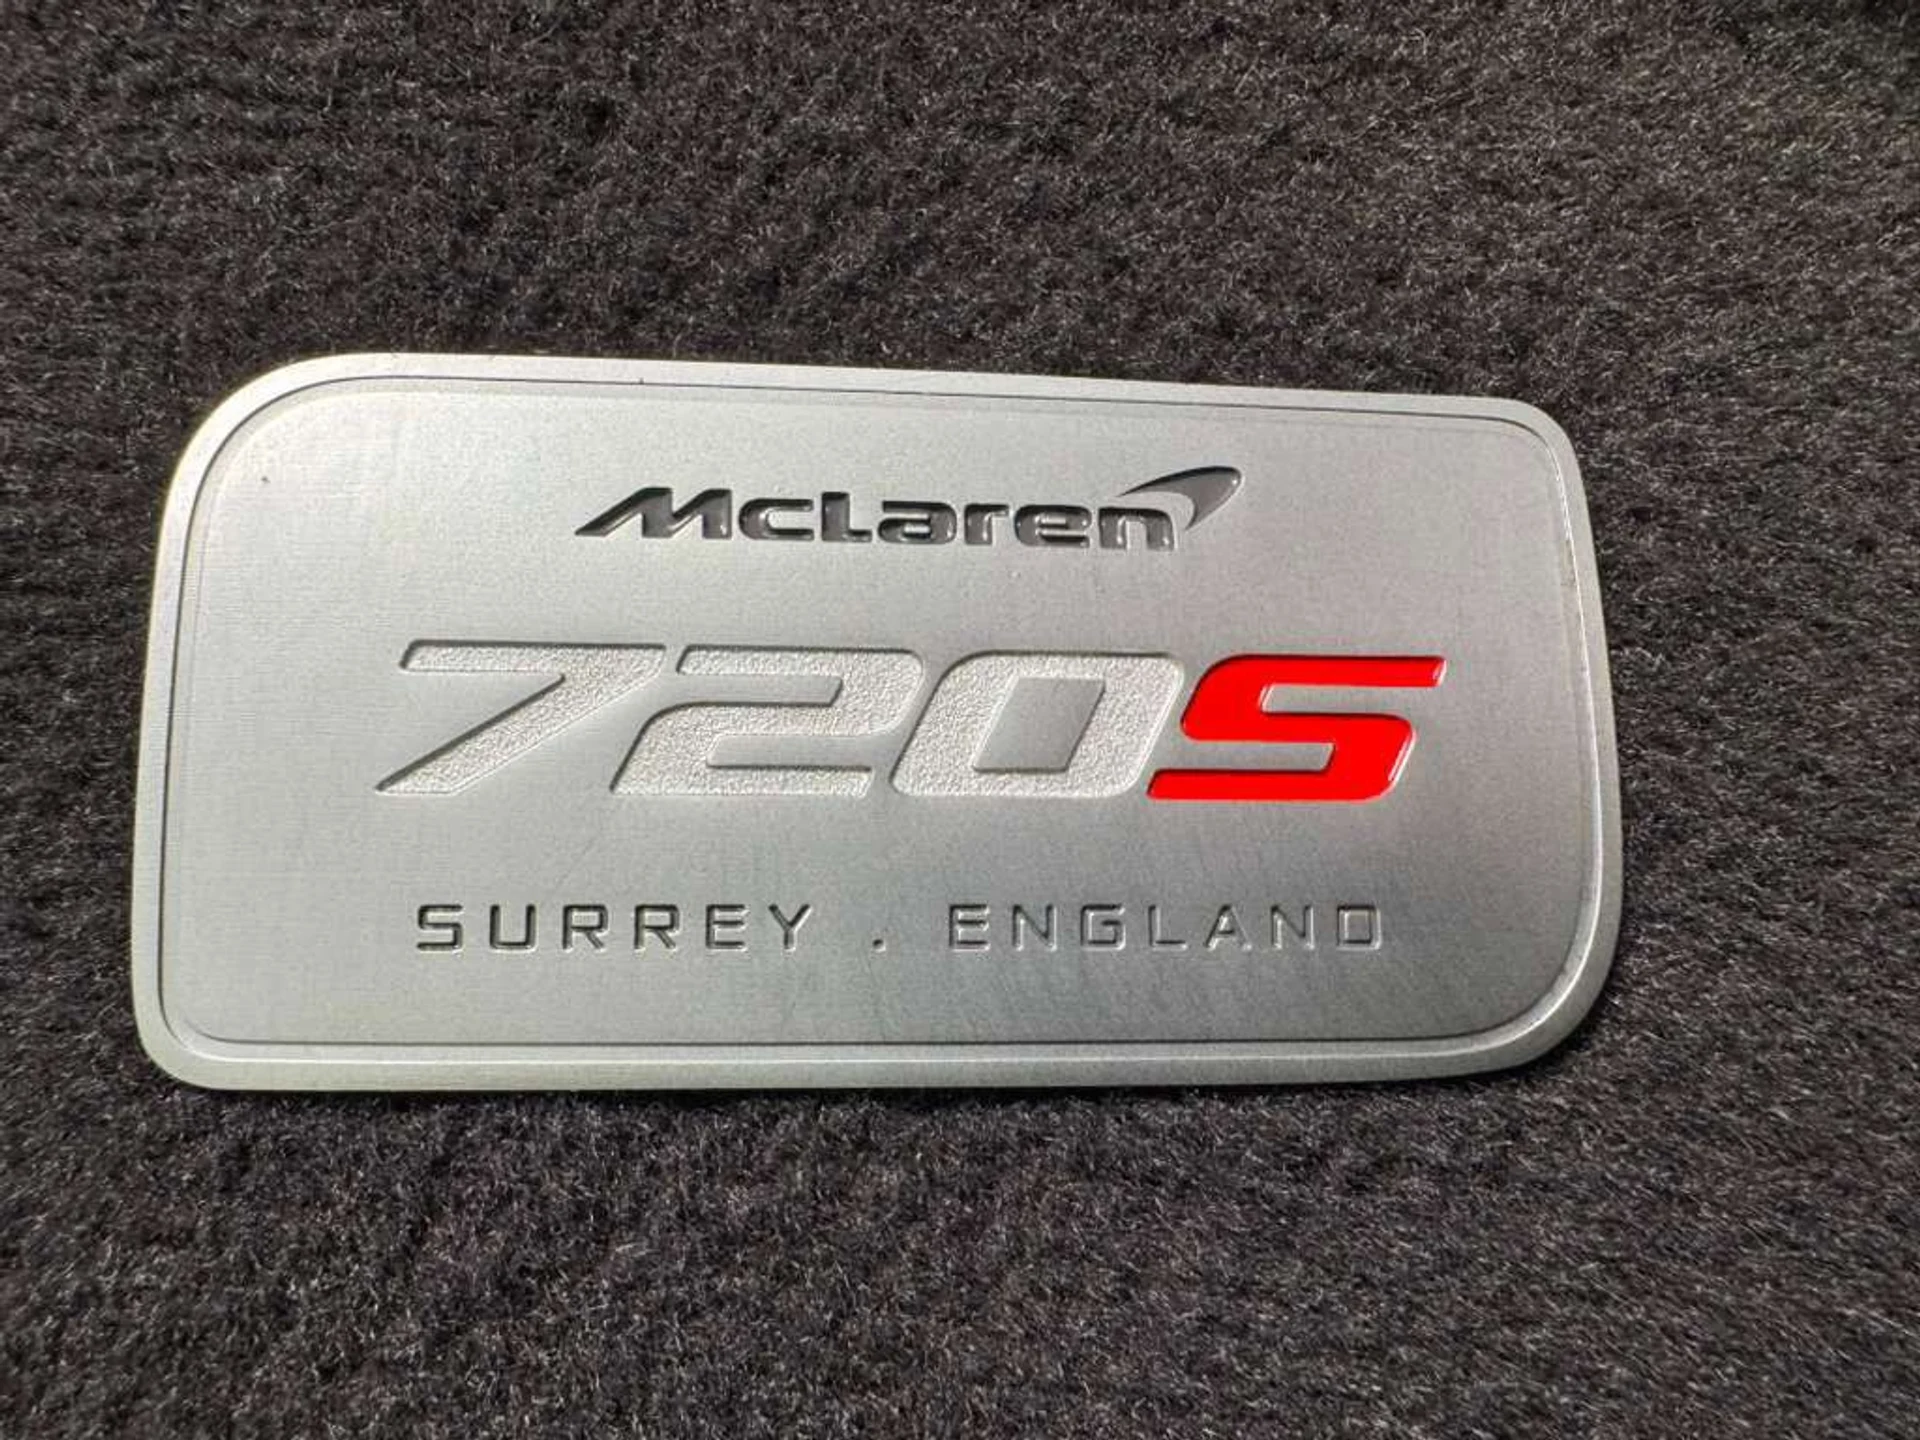 McLaren
720S
SURREY . ENGLAND